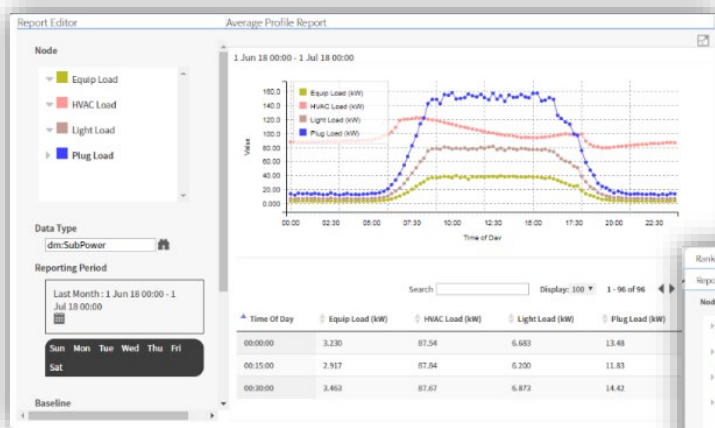 Report Editor
Average Profile Report
Node
Equip Load
HVAC Load
Light Load
Plug Load
Data Type
dm:SubPower
Reporting Period
Last Month : 1 Jun 18 00:00 - 1
Jul 18 00:00
Sun Mon Tue Wed Thu Fri
Sat
Baseline
1 Jun 18 00:00 - 1 Jul 18 00:00
Equip Load (kW)
HVAC Load (kW)
Light Load (kW)
Plug Load (kW)
160.0
140.0
120.0
100.0
80.00
60.00
40.00
20.00
0.000
Value
00:00 02:30 05:00 07:30 10:00 12:30 15:00 17:30 20:00 22:30
Time of Day
Search Display: 100 1 - 96 of 96
Time Of Day Equip Load (kW) HVAC Load (kW) Light Load (kW) Plug Load (kW)
00:00:00 3.230 87.54 6.683 13.48
00:15:00 2.917 87.84 6.200 11.83
00:30:00 3.463 87.67 6.873 14.42